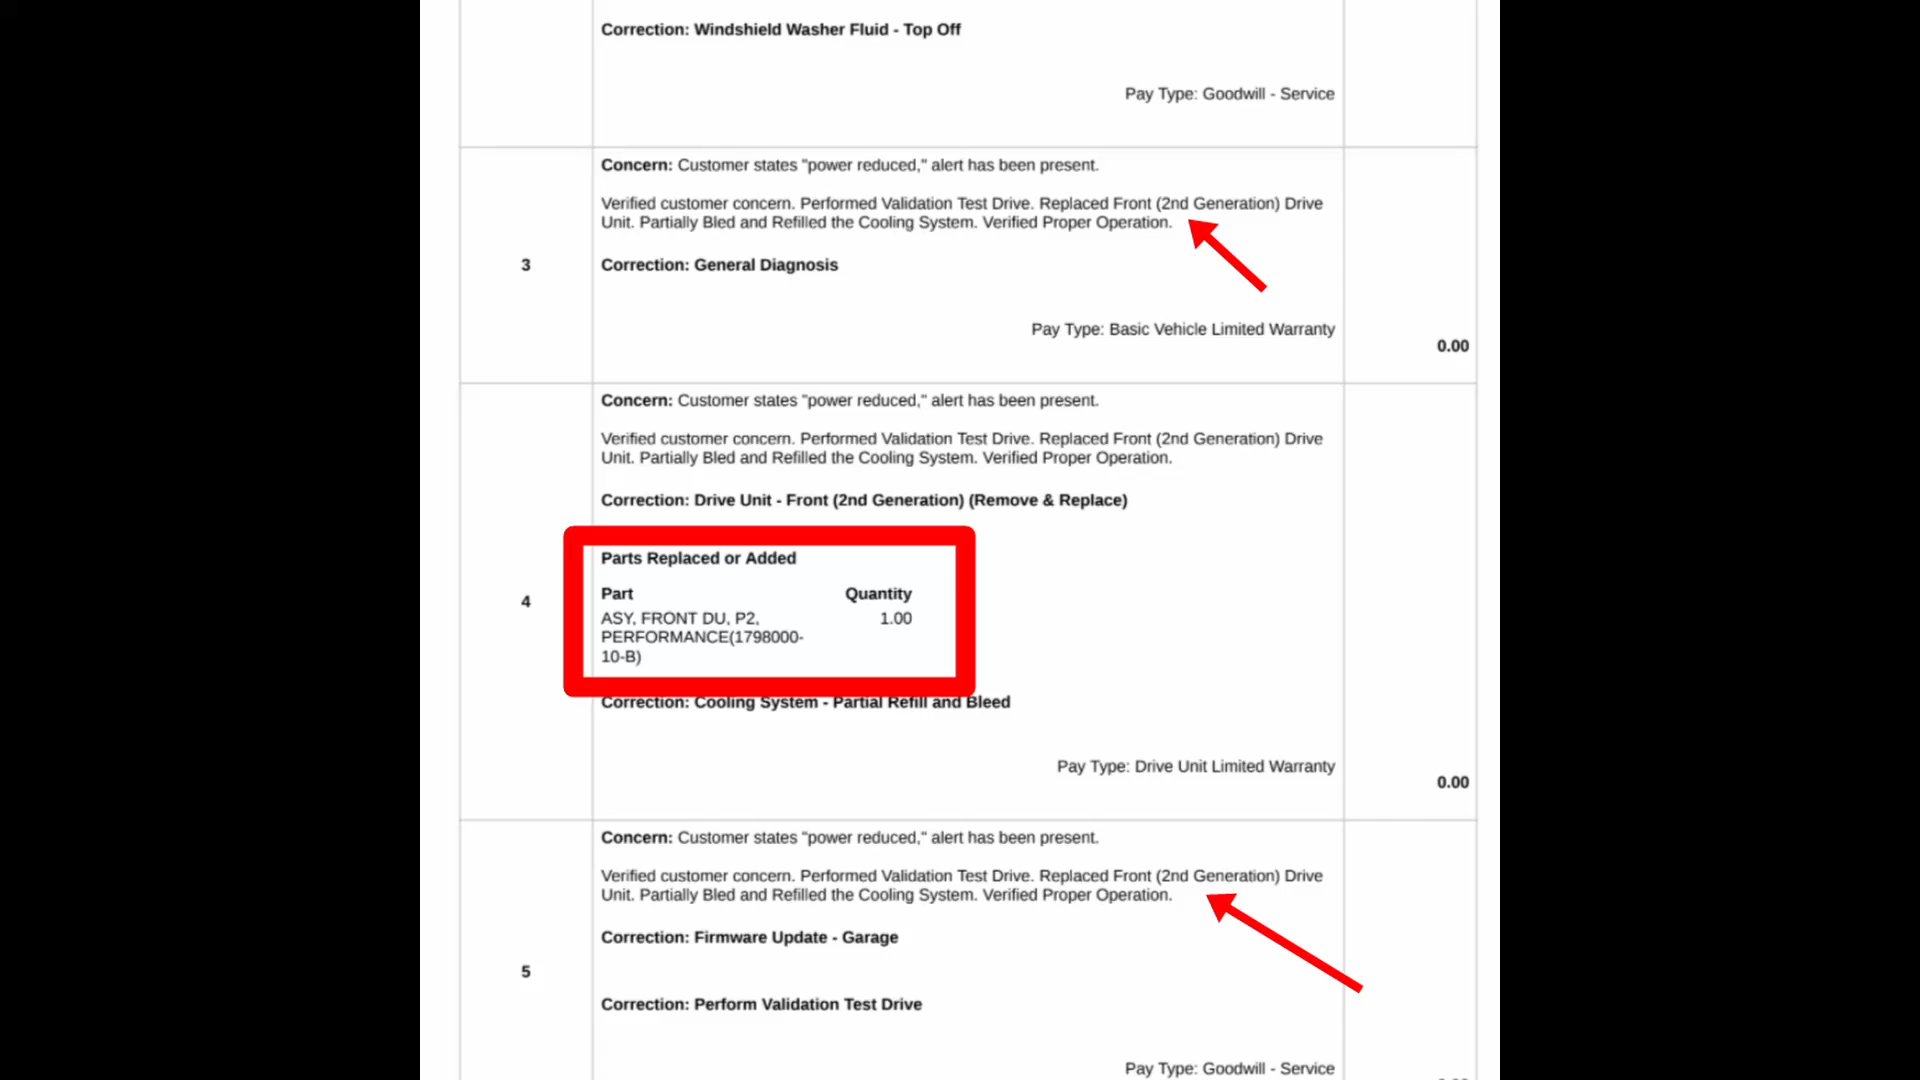 Correction: Windshield Washer Fluid - Top Off
Pay Type: Goodwill - Service
3
Concern: Customer states "power reduced," alert has been present.
Verified customer concern. Performed Validation Test Drive. Replaced Front (2nd Generation) Drive
Unit. Partially Bled and Refilled the Cooling System. Verified Proper Operation.
Correction: General Diagnosis
Pay Type: Basic Vehicle Limited Warranty
0.00
4
Concern: Customer states "power reduced," alert has been present.
Verified customer concern. Performed Validation Test Drive. Replaced Front (2nd Generation) Drive
Unit. Partially Bled and Refilled the Cooling System. Verified Proper Operation.
Correction: Drive Unit - Front (2nd Generation) (Remove & Replace)
Parts Replaced or Added
Part Quantity
ASY, FRONT DU, P2, 1.00
PERFORMANCE(1798000-
10-B)
Correction: Cooling System - Partial Refill and Bleed
Pay Type: Drive Unit Limited Warranty
0.00
5
Concern: Customer states "power reduced," alert has been present.
Verified customer concern. Performed Validation Test Drive. Replaced Front (2nd Generation) Drive
Unit. Partially Bled and Refilled the Cooling System. Verified Proper Operation.
Correction: Firmware Update - Garage
Correction: Perform Validation Test Drive
Pay Type: Goodwill - Service